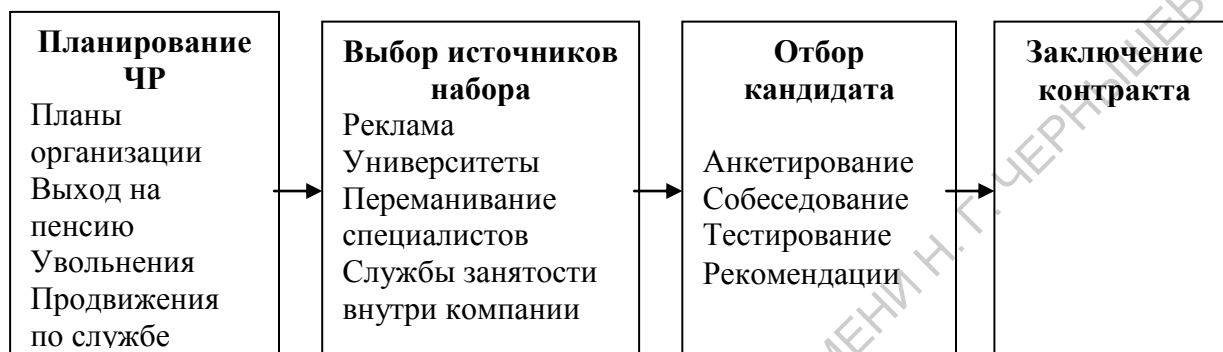 Планирование
ЧР
Планы
организации
Выход на
пенсию
Увольнения
Продвижения
по службе
Выбор источников
набора
Реклама
Университеты
Переманивание
специалистов
Службы занятости
внутри компании
Отбор
кандидата
Анкетирование
Собеседование
Тестирование
Рекомендации
Заключение
контракта
Н. Г.